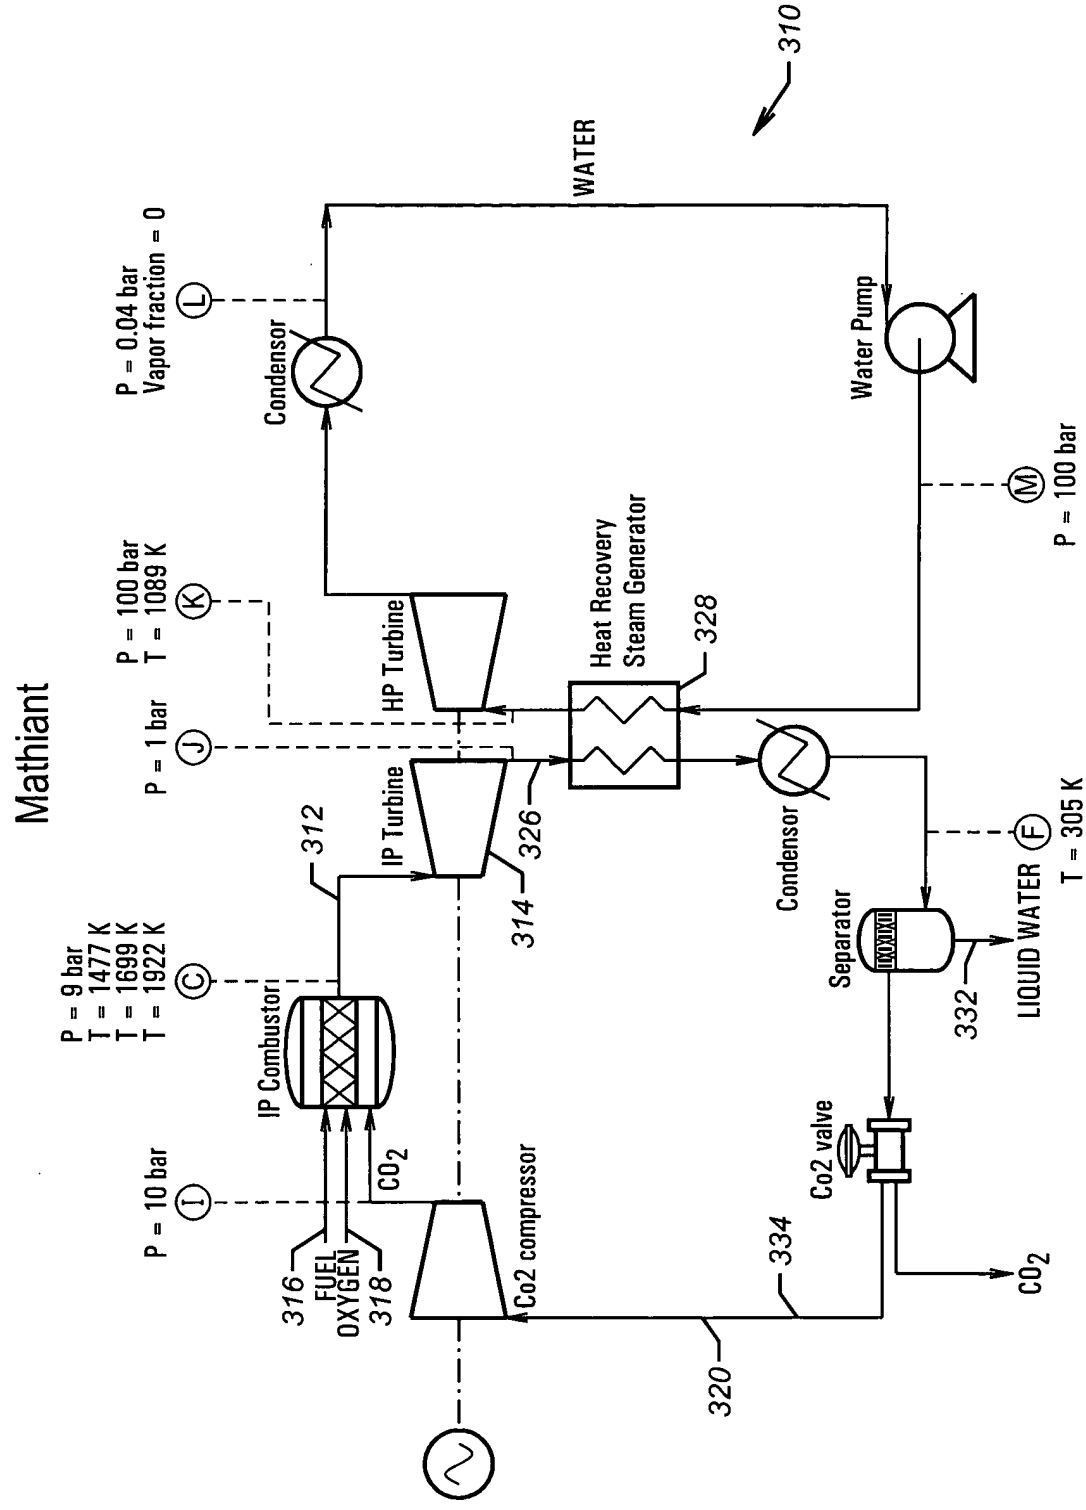 Mathiant
310
P = 0.04 bar
Vapor fraction = 0
L
Condensor
WATER
Water Pump
M
P = 100 bar
P = 100 bar
T = 1089 K
K
HP Turbine
Heat Recovery
Steam Generator
328
P = 1 bar
J
IP Turbine
326
314
312
Condensor
F
T = 305 K
P = 9 bar
T = 1477 K
T = 1699 K
T = 1922 K
C
IP Combustor
Separator
332
LIQUID WATER
P = 10 bar
I
316
FUEL
OXYGEN
318
CO2
Co2 compressor
Co2 valve
334
320
CO2